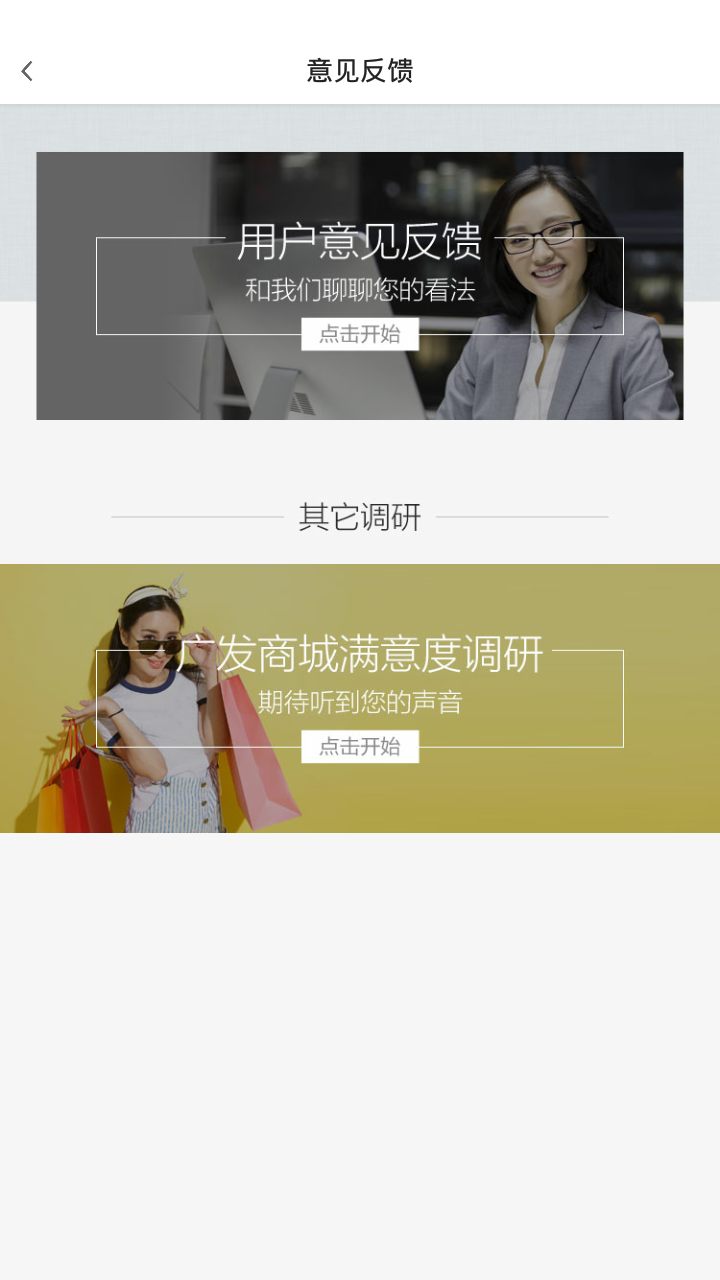 意见反馈
用户意见反馈
和我们聊聊您的看法
点击开始
其它调研
广发商城满意度调研
期待听到您的声音
点击开始